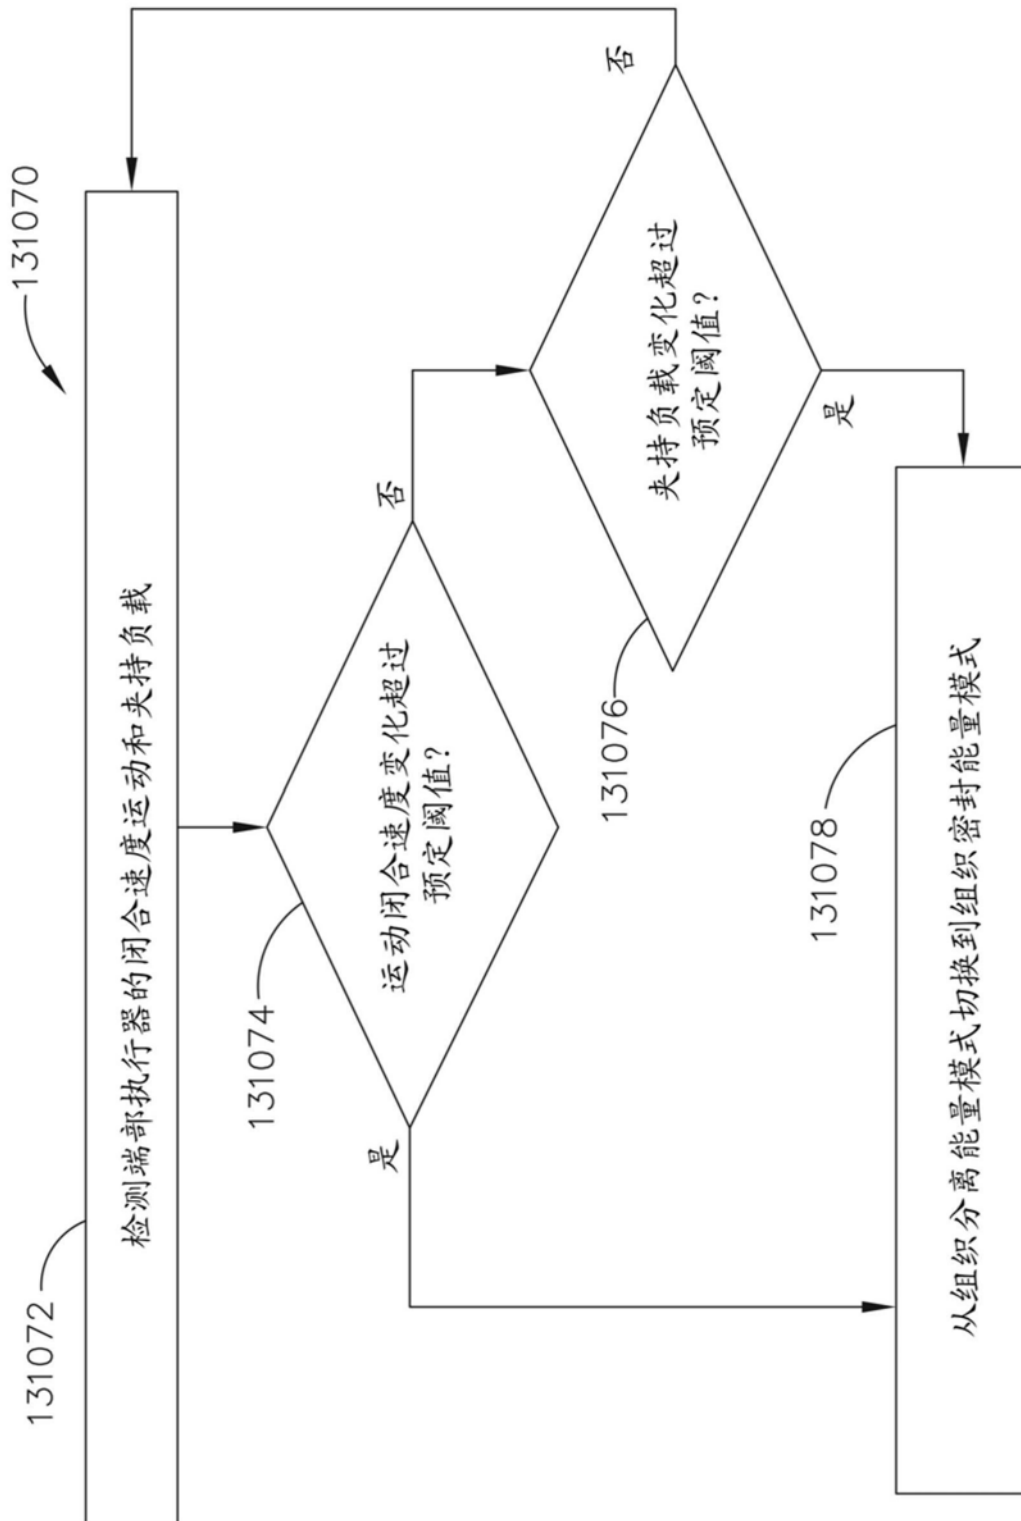 131070
131072
检测端部执行器的闭合速度运动和夹持负载
131074
运动闭合速度变化超过
预定阈值?
是
否
131076
夹持负载变化超过
预定阈值?
否
是
131078
从组织分离能量模式切换到组织密封能量模式